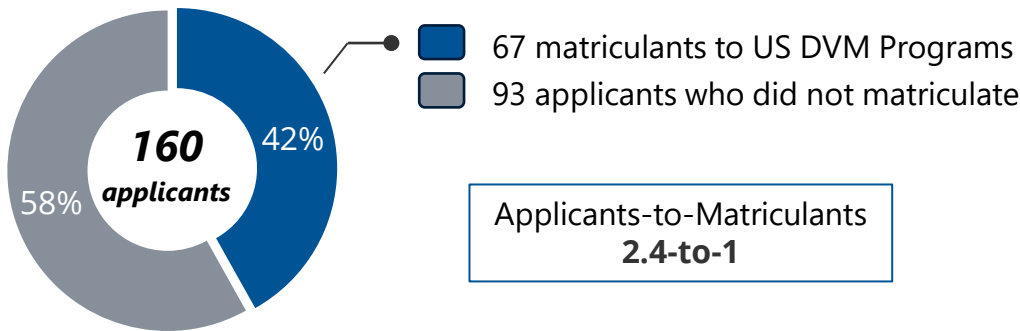 67 matriculants to US DVM Programs
93 applicants who did not matriculate
160
applicants
42%
58%
Applicants-to-Matriculants
2.4-to-1